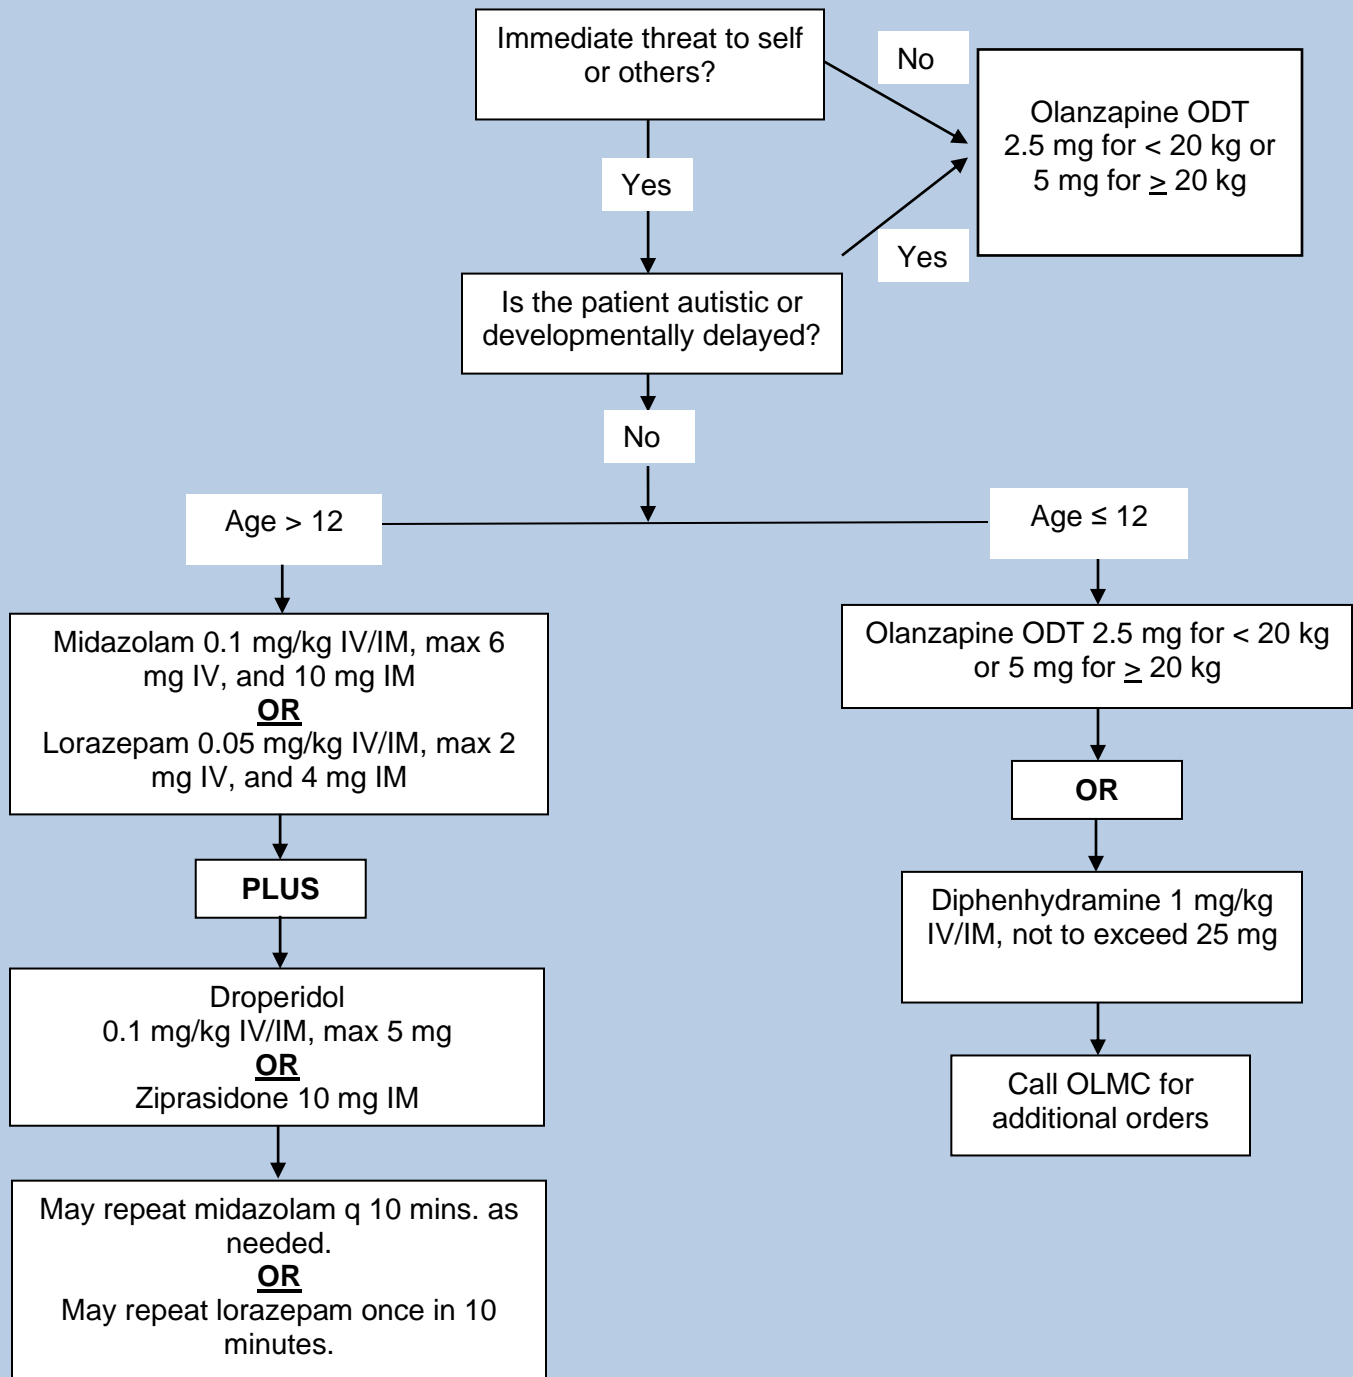 Immediate threat to self
or others?
No
Olanzapine ODT
2.5 mg for < 20 kg or
5 mg for ≥ 20 kg
Yes
Yes
Is the patient autistic or
developmentally delayed?
No
Age > 12
Age ≤ 12
Midazolam 0.1 mg/kg IV/IM, max 6
mg IV, and 10 mg IM
OR
Lorazepam 0.05 mg/kg IV/IM, max 2
mg IV, and 4 mg IM
PLUS
Droperidol
0.1 mg/kg IV/IM, max 5 mg
OR
Ziprasidone 10 mg IM
May repeat midazolam q 10 mins. as
needed.
OR
May repeat lorazepam once in 10
minutes.
Olanzapine ODT 2.5 mg for < 20 kg
or 5 mg for ≥ 20 kg
OR
Diphenhydramine 1 mg/kg
IV/IM, not to exceed 25 mg
Call OLMC for
additional orders